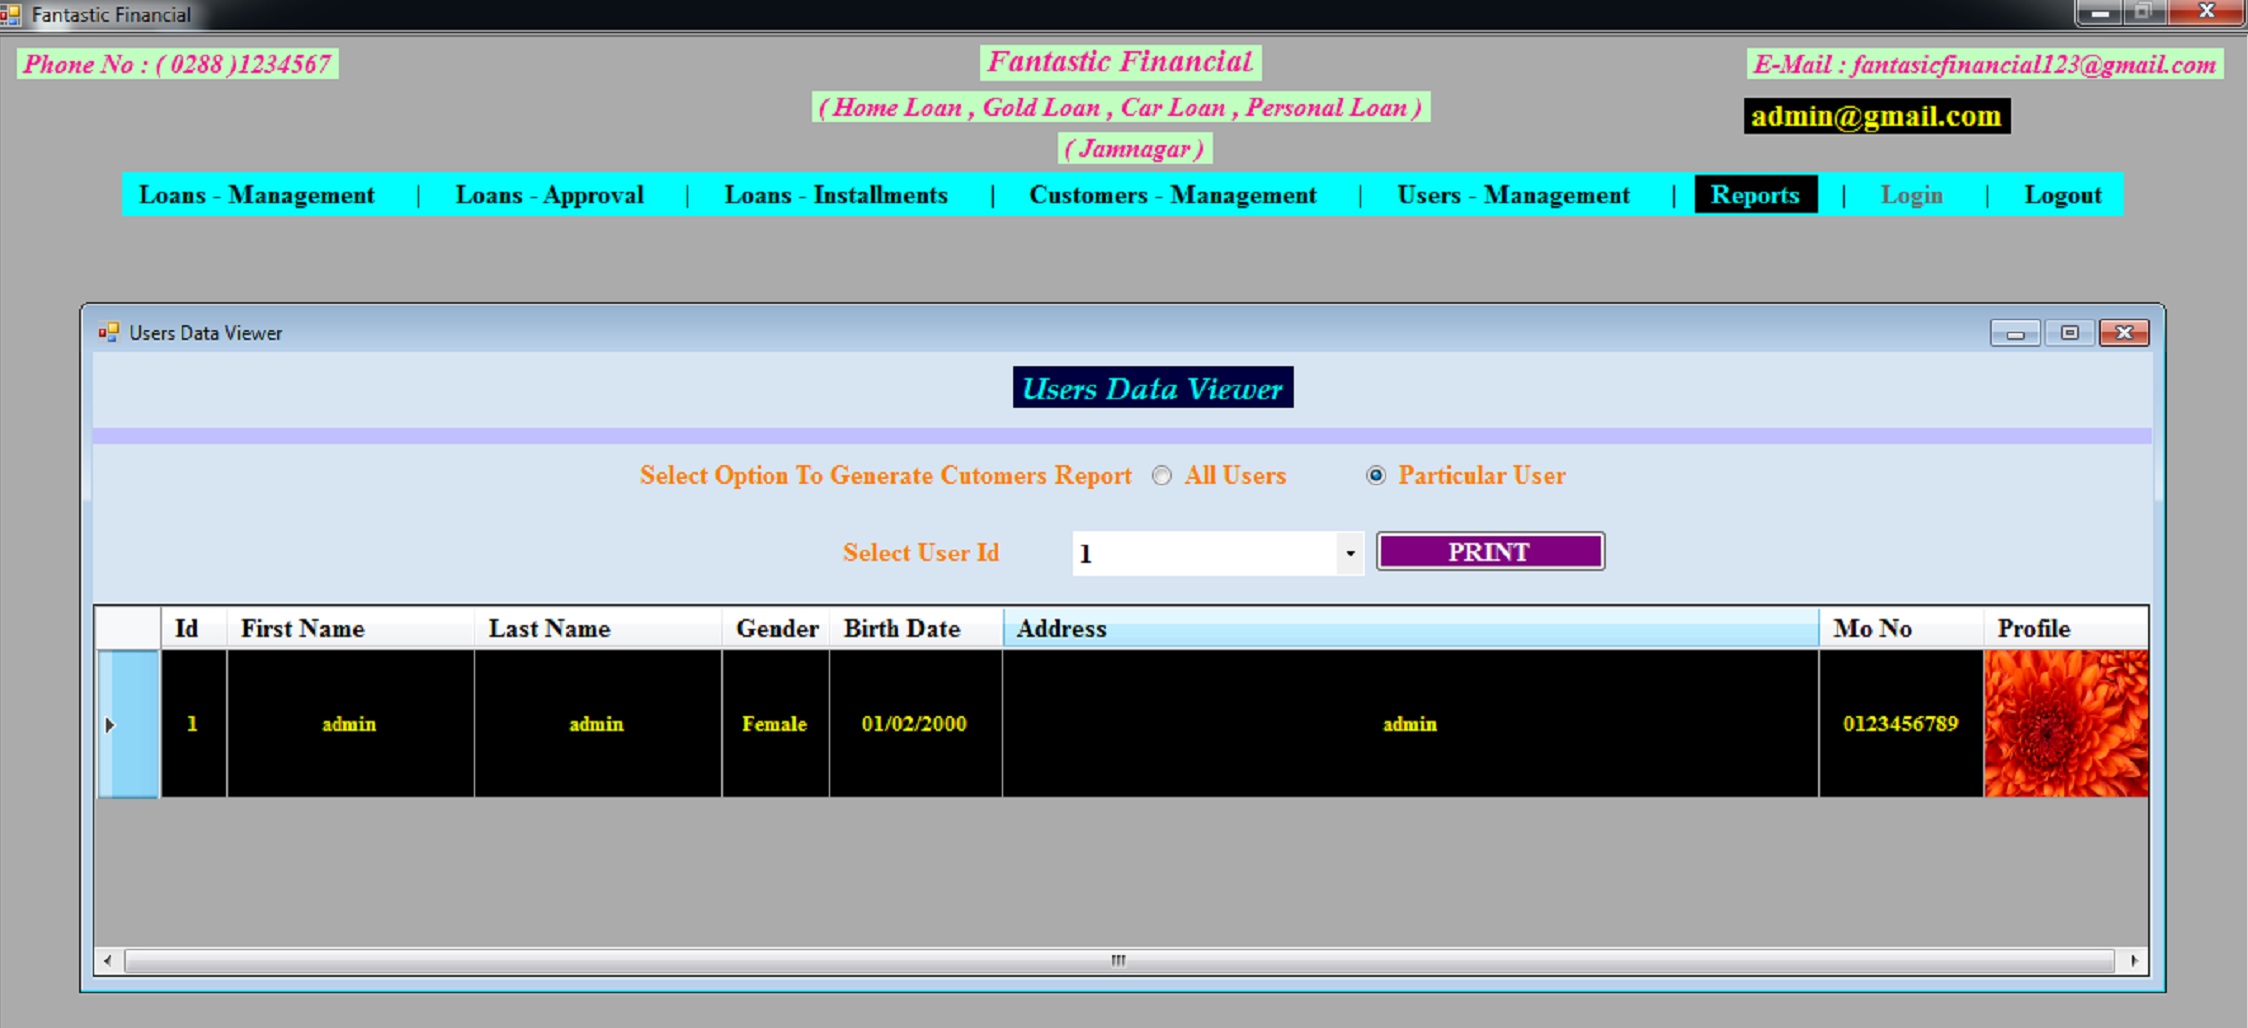 Fantastic Financial
Phone No : ( 0288 )1234567
Fantastic Financial
E-Mail : fantasicfinancial123@gmail.com
( Home Loan , Gold Loan , Car Loan , Personal Loan )
admin@gmail.com
( Jamnagar )
Loans - Management | Loans - Approval | Loans - Installments | Customers - Management | Users - Management | Reports | Login | Logout
Users Data Viewer
Users Data Viewer
Select Option To Generate Cutomers Report All Users Particular User
Select User Id 1 PRINT
Id First Name Last Name Gender Birth Date Address Mo No Profile
1 admin admin Female 01/02/2000 admin 0123456789